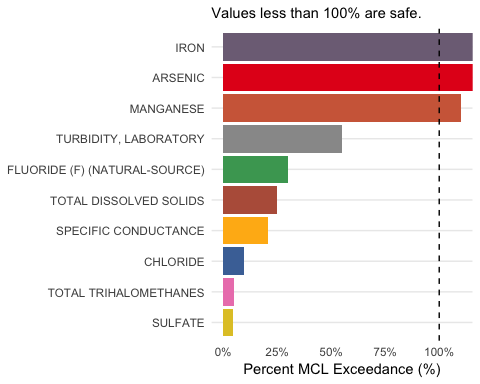 Values less than 100% are safe.
IRON
ARSENIC
MANGANESE
TURBIDITY, LABORATORY
FLUORIDE (F) (NATURAL-SOURCE)
TOTAL DISSOLVED SOLIDS
SPECIFIC CONDUCTANCE
CHLORIDE
TOTAL TRIHALOMETHANES
SULFATE
0% 25% 50% 75% 100%
Percent MCL Exceedance (%)